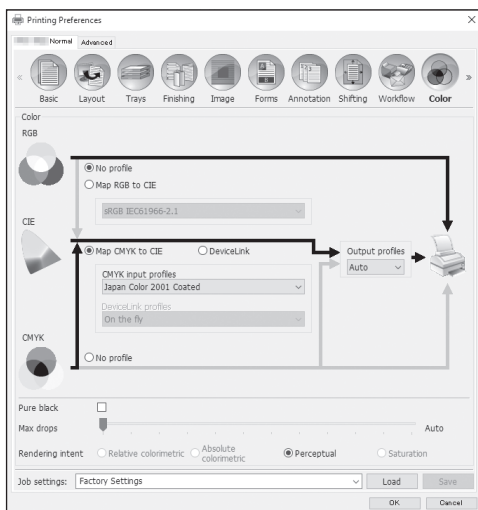 Printing Preferences
Normal Advanced
« Basic Layout Trays Finishing Image Forms Annotation Shifting Workflow Color »
Color
RGB
No profile
Map RGB to CIE
sRGB IEC61966-2.1
CIE
Map CMYK to CIE DeviceLink
Output profiles
Auto
CMYK input profiles
Japan Color 2001 Coated
DeviceLink profiles
On the fly
CMYK
No profile
Pure black
Max drops Auto
Rendering intent Relative colorimetric Absolute colorimetric Perceptual Saturation
Job settings: Factory Settings Load Save
OK Cancel